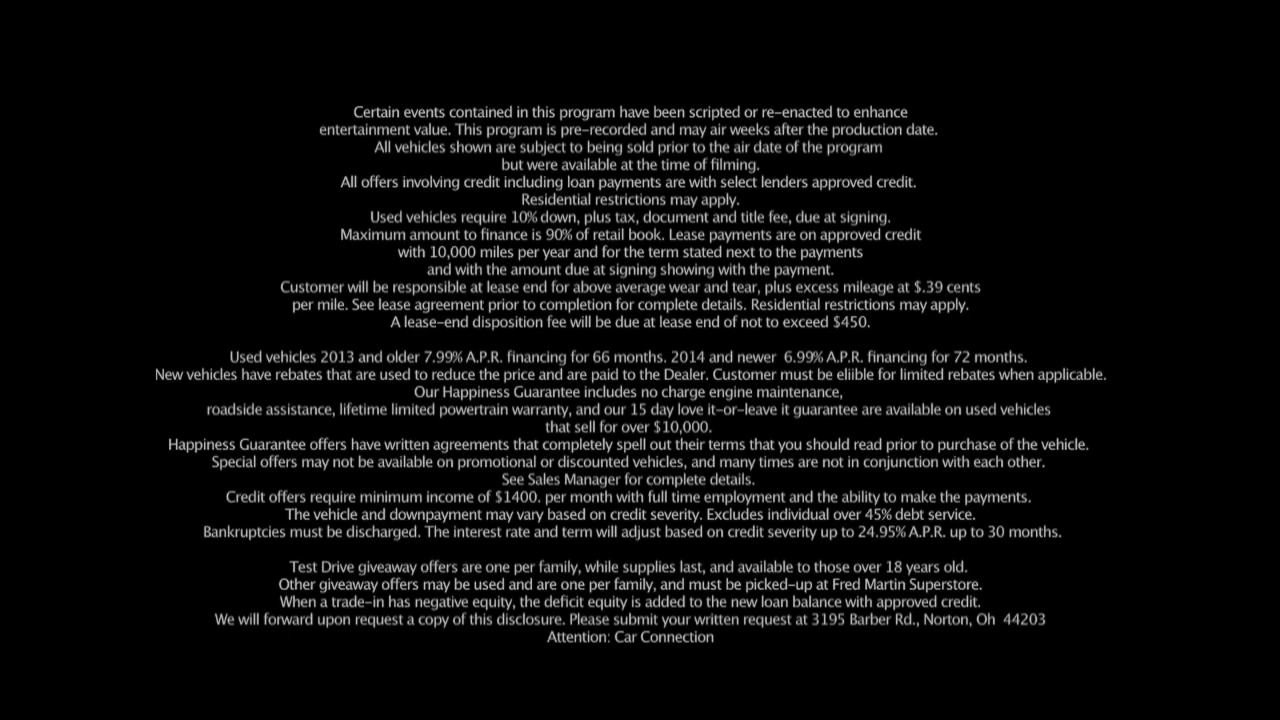 Certain events contained in this program have been scripted or re-enacted to enhance
entertainment value. This program is pre-recorded and may air weeks after the production date.
All vehicles shown are subject to being sold prior to the air date of the program
but were available at the time of filming.
All offers involving credit including loan payments are with select lenders approved credit.
Residential restrictions may apply.
Used vehicles require 10% down, plus tax, document and title fee, due at signing.
Maximum amount to finance is 90% of retail book. Lease payments are on approved credit
with 10,000 miles per year and for the term stated next to the payments
and with the amount due at signing showing with the payment.
Customer will be responsible at lease end for above average wear and tear, plus excess mileage at $.39 cents
per mile. See lease agreement prior to completion for complete details. Residential restrictions may apply.
A lease-end disposition fee will be due at lease end of not to exceed $450.
Used vehicles 2013 and older 7.99% A.P.R. financing for 66 months. 2014 and newer  6.99% A.P.R. financing for 72 months.
New vehicles have rebates that are used to reduce the price and are paid to the Dealer. Customer must be eliible for limited rebates when applicable.
Our Happiness Guarantee includes no charge engine maintenance,
roadside assistance, lifetime limited powertrain warranty, and our 15 day love it-or-leave it guarantee are available on used vehicles
that sell for over $10,000.
Happiness Guarantee offers have written agreements that completely spell out their terms that you should read prior to purchase of the vehicle.
Special offers may not be available on promotional or discounted vehicles, and many times are not in conjunction with each other.
See Sales Manager for complete details.
Credit offers require minimum income of $1400. per month with full time employment and the ability to make the payments.
The vehicle and downpayment may vary based on credit severity. Excludes individual over 45% debt service.
Bankruptcies must be discharged. The interest rate and term will adjust based on credit severity up to 24.95% A.P.R. up to 30 months.
Test Drive giveaway offers are one per family, while supplies last, and available to those over 18 years old.
Other giveaway offers may be used and are one per family, and must be picked-up at Fred Martin Superstore.
When a trade-in has negative equity, the deficit equity is added to the new loan balance with approved credit.
We will forward upon request a copy of this disclosure. Please submit your written request at 3195 Barber Rd., Norton, Oh  44203
Attention: Car Connection